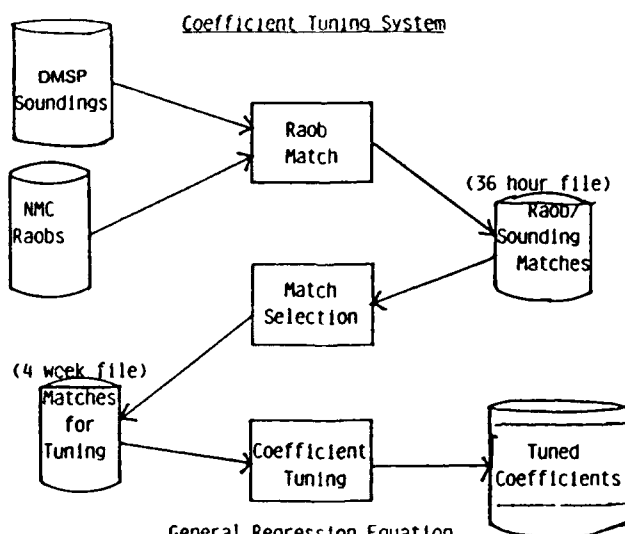 Coefficient Tuning System
DMSP
Soundings
Raob
Match
NMC
Raobs
(36 hour file)
Raob/
Sounding
Matches
Match
Selection
(4 week file)
Matches
for
Tuning
Coefficient
Tuning
Tuned
Coefficients
General Regression Equation